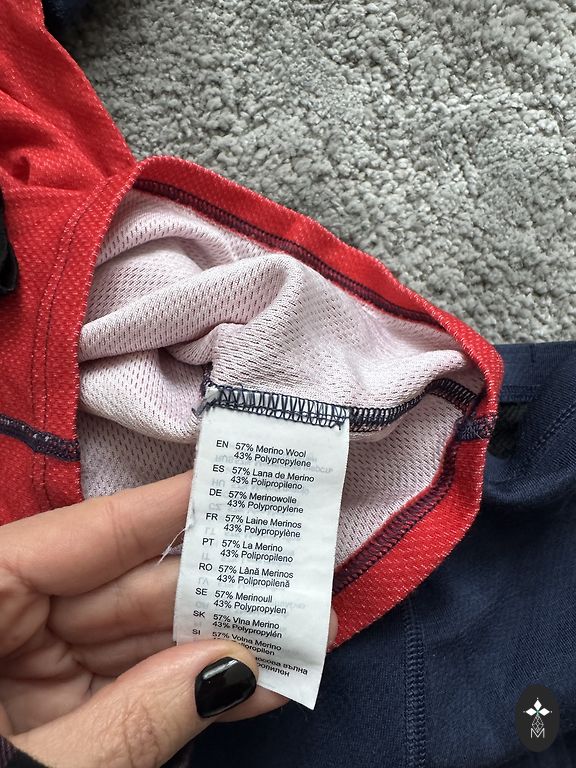 EN 57% Merino Wool
43% Polypropylene
ES 57% Lana de Merino
43% Polipropileno
DE 57% Merinowolle
43% Polypropylene
FR 57% Laine Merinos
43% Polypropylène
PT 57% La Merino
43% Polipropileno
RO 57% Lână Merinos
43% Polipropilenă
SE 57% Merinoull
43% Polypropylen
SK 57% Vlna Merino
43% Polypropylén
SI 57% Volna Merino
Polipropilen
вълна
M